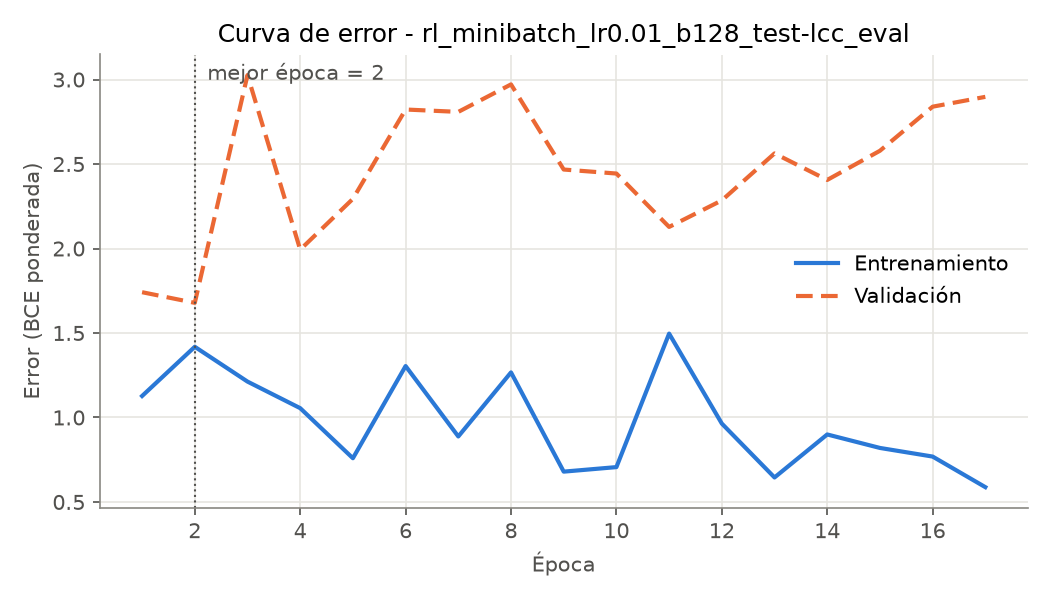 Curva de error - rl_minibatch_lr0.01_b128_test-lcc_eval
mejor época = 2
3.0
2.5
2.0
1.5
1.0
0.5
Error (BCE ponderada)
Entrenamiento
Validación
2 4 6 8 10 12 14 16
Época